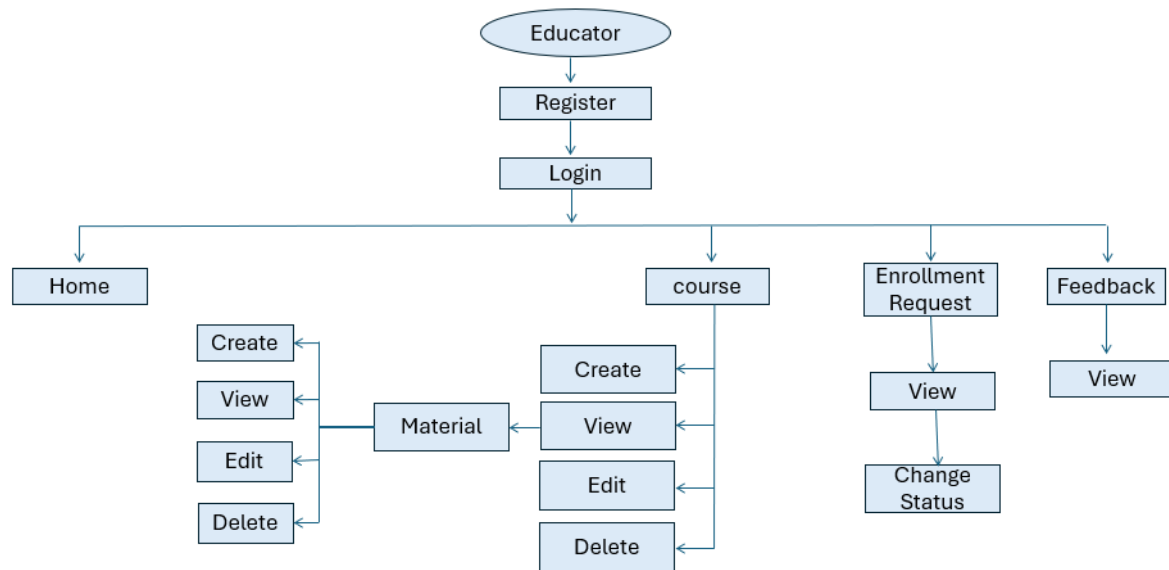 Educator
Register
Login
Home
course
Enrollment
Request
Feedback
Create
View
Edit
Delete
Material
Create
View
Edit
Delete
View
Change
Status
View